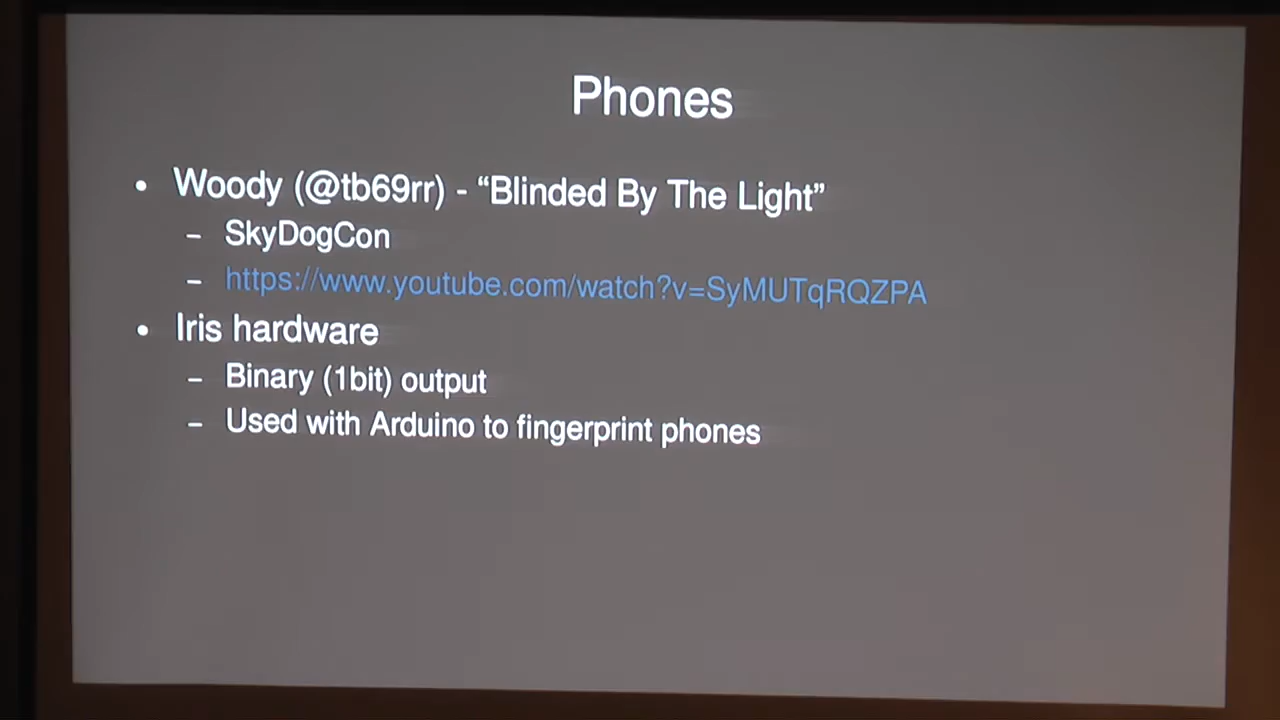 Phones
• Woody (@tb69rr) - “Blinded By The Light”
– SkyDogCon
– https://www.youtube.com/watch?v=SyMUTqRQZPA
• Iris hardware
– Binary (1bit) output
– Used with Arduino to fingerprint phones